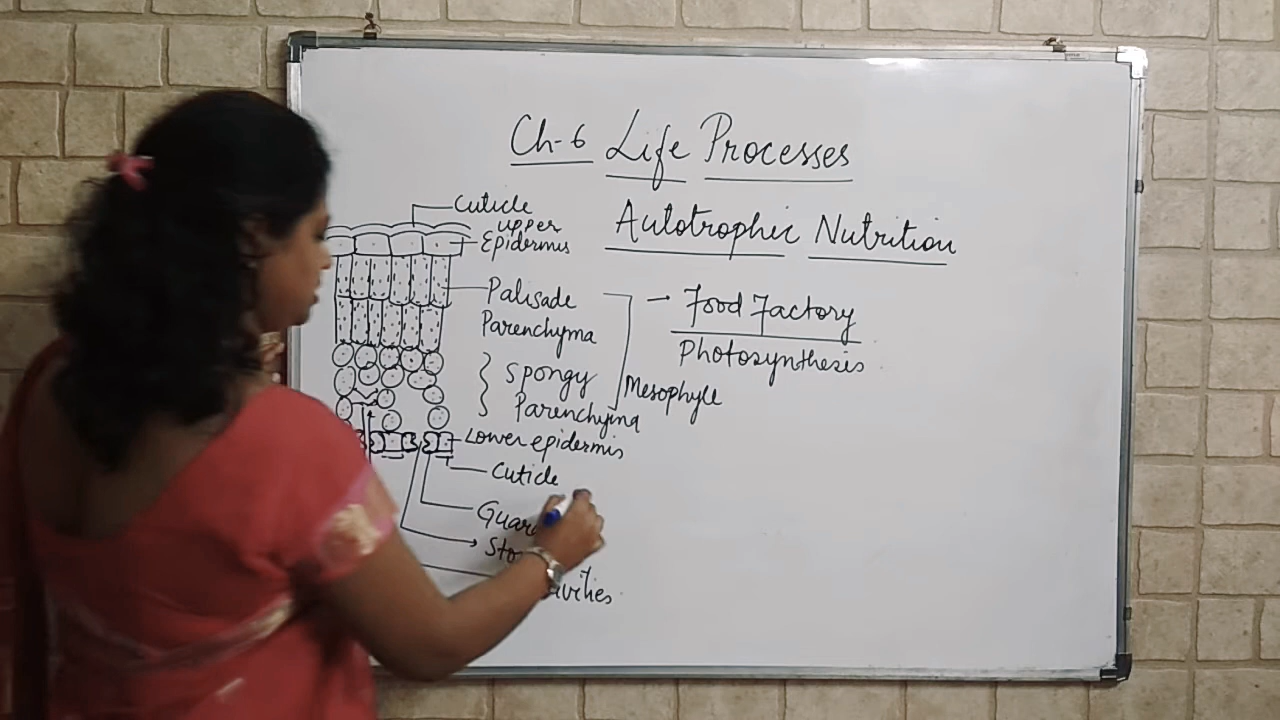 Ch-6 Life Processes
Autotrophic Nutrition
→ Food Factory
Photosynthesis
Cuticle
upper
Epidermis
Palisade
Parenchyma
Spongy
Parenchyma
Mesophyle
Lower epidermis
Cuticle